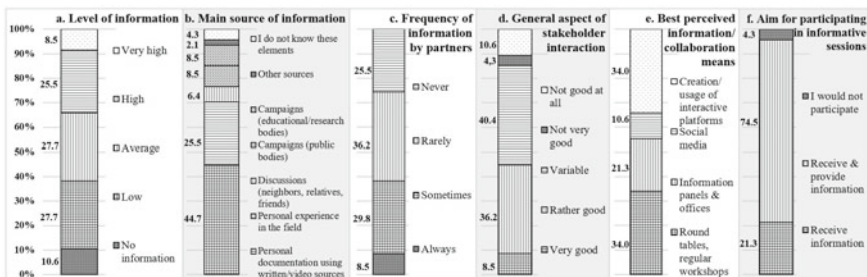 a. Level of information
100%
90%
80%
70%
60%
50%
40%
30%
20%
10%
0%
8.5
25.5
27.7
27.7
10.6
Very high
High
Average
Low
No
information
b. Main source of information
4.3
2.1
8.5
8.5
6.4
25.5
44.7
I do not know these
elements
Other sources
Campaigns
(educational/research
bodies)
Campaigns (public
bodies)
Discussions
(neighbors, relatives,
friends)
Personal experience
in the field
Personal
documentation using
written/video sources
c. Frequency of
information
by partners
25.5
36.2
29.8
8.5
Never
Rarely
Sometimes
Always
d. General aspect of
stakeholder
interaction
10.6
4,3
40.4
36.2
8.5
Not good at
all
Not very
good
Variable
Rather good
Very good
e. Best perceived
information/
collaboration
means
34.0
10.6
21.3
34.0
Creation/
usage of
interactive
platforms
Social
media
Information
panels &
offices
Round
tables,
regular
workshops
f. Aim for participating
in informative
sessions
4.3
74.5
21.3
I would not
participate
Receive &
provide
information
Receive
information